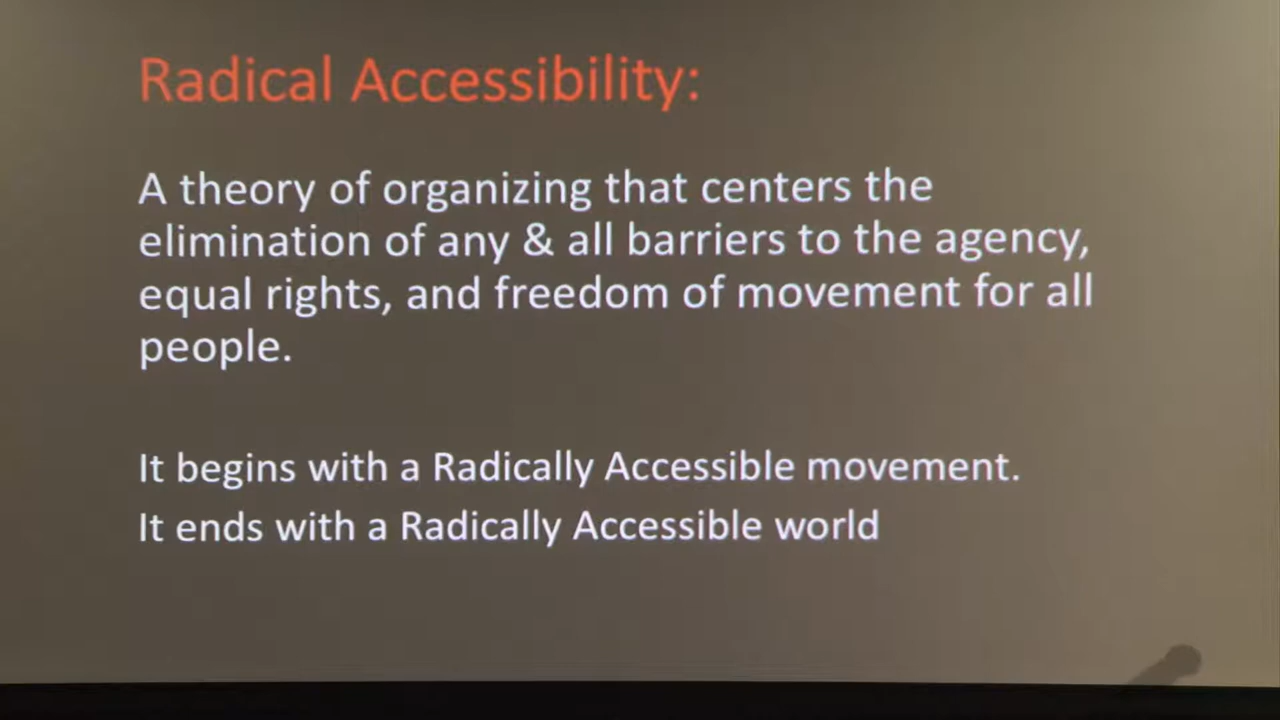 Radical Accessibility:
A theory of organizing that centers the
elimination of any & all barriers to the agency,
equal rights, and freedom of movement for all
people.
It begins with a Radically Accessible movement.
It ends with a Radically Accessible world